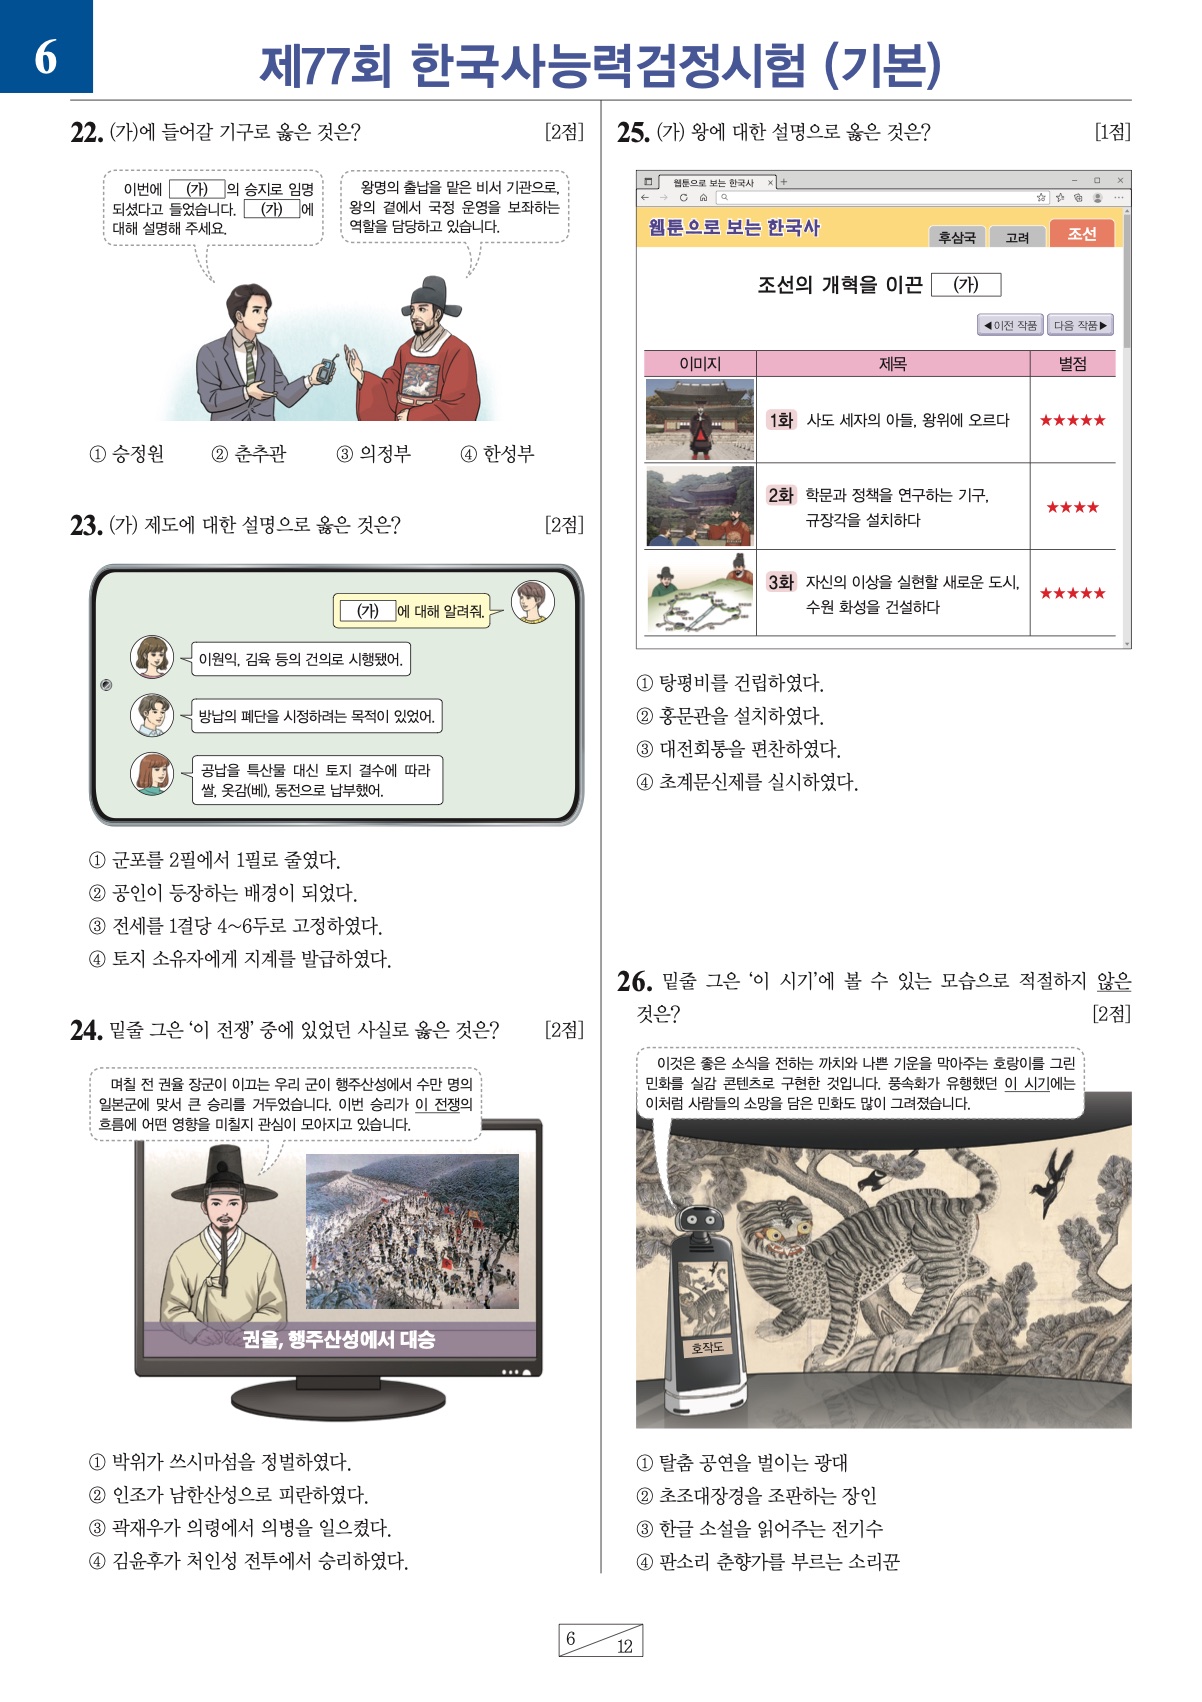 6
제77회 한국사능력검정시험 (기본)
22. (가)에 들어갈 기구로 옳은 것은? [2점]
이번에 (가) 의 승지로 임명
되셨다고 들었습니다. (가) 에
대해 설명해 주세요.
왕명의 출납을 맡은 비서 기관으로,
왕의 곁에서 국정 운영을 보좌하는
역할을 담당하고 있습니다.
① 승정원 ② 춘추관 ③ 의정부 ④ 한성부
23. (가) 제도에 대한 설명으로 옳은 것은? [2점]
(가) 에 대해 알려줘.
이원익, 김육 등의 건의로 시행됐어.
방납의 폐단을 시정하려는 목적이 있었어.
공납을 특산물 대신 토지 결수에 따라
쌀, 옷감(베), 동전으로 납부했어.
① 군포를 2필에서 1필로 줄였다.
② 공인이 등장하는 배경이 되었다.
③ 전세를 1결당 4~6두로 고정하였다.
④ 토지 소유자에게 지계를 발급하였다.
24. 밑줄 그은 ‘이 전쟁’ 중에 있었던 사실로 옳은 것은? [2점]
며칠 전 권율 장군이 이끄는 우리 군이 행주산성에서 수만 명의
일본군에 맞서 큰 승리를 거두었습니다. 이번 승리가 이 전쟁의
흐름에 어떤 영향을 미칠지 관심이 모아지고 있습니다.
권율, 행주산성에서 대승
① 박위가 쓰시마섬을 정벌하였다.
② 인조가 남한산성으로 피란하였다.
③ 곽재우가 의령에서 의병을 일으켰다.
④ 김윤후가 처인성 전투에서 승리하였다.
25. (가) 왕에 대한 설명으로 옳은 것은? [1점]
웹툰으로 보는 한국사
웹툰으로 보는 한국사
후삼국 고려 조선
조선의 개혁을 이끈 (가)
◀이전 작품 다음 작품▶
이미지 제목 별점
1화 사도 세자의 아들, 왕위에 오르다 ★★★★★
2화 학문과 정책을 연구하는 기구,
규장각을 설치하다 ★★★★
3화 자신의 이상을 실현할 새로운 도시,
수원 화성을 건설하다 ★★★★★
① 탕평비를 건립하였다.
② 홍문관을 설치하였다.
③ 대전회통을 편찬하였다.
④ 초계문신제를 실시하였다.
26. 밑줄 그은 ‘이 시기’에 볼 수 있는 모습으로 적절하지 않은
것은? [2점]
이것은 좋은 소식을 전하는 까치와 나쁜 기운을 막아주는 호랑이를 그린
민화를 실감 콘텐츠로 구현한 것입니다. 풍속화가 유행했던 이 시기에는
이처럼 사람들의 소망을 담은 민화도 많이 그려졌습니다.
호작도
① 탈춤 공연을 벌이는 광대
② 초조대장경을 조판하는 장인
③ 한글 소설을 읽어주는 전기수
④ 판소리 춘향가를 부르는 소리꾼
6 12